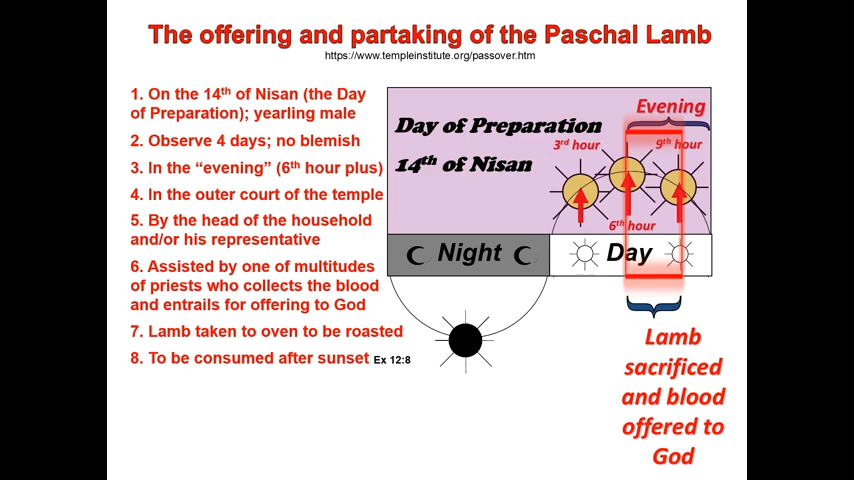 The offering and partaking of the Paschal Lamb
https://www.templeinstitute.org/passover.htm
1. On the 14th of Nisan (the Day
of Preparation); yearling male
2. Observe 4 days; no blemish
3. In the “evening” (6th hour plus)
4. In the outer court of the temple
5. By the head of the household
and/or his representative
6. Assisted by one of multitudes
of priests who collects the blood
and entrails for offering to God
7. Lamb taken to oven to be roasted
8. To be consumed after sunset Ex 12:8
Evening
Day of Preparation
14th of Nisan
3rd hour
9th hour
6th hour
Night
Day
Lamb
sacrificed
and blood
offered to
God